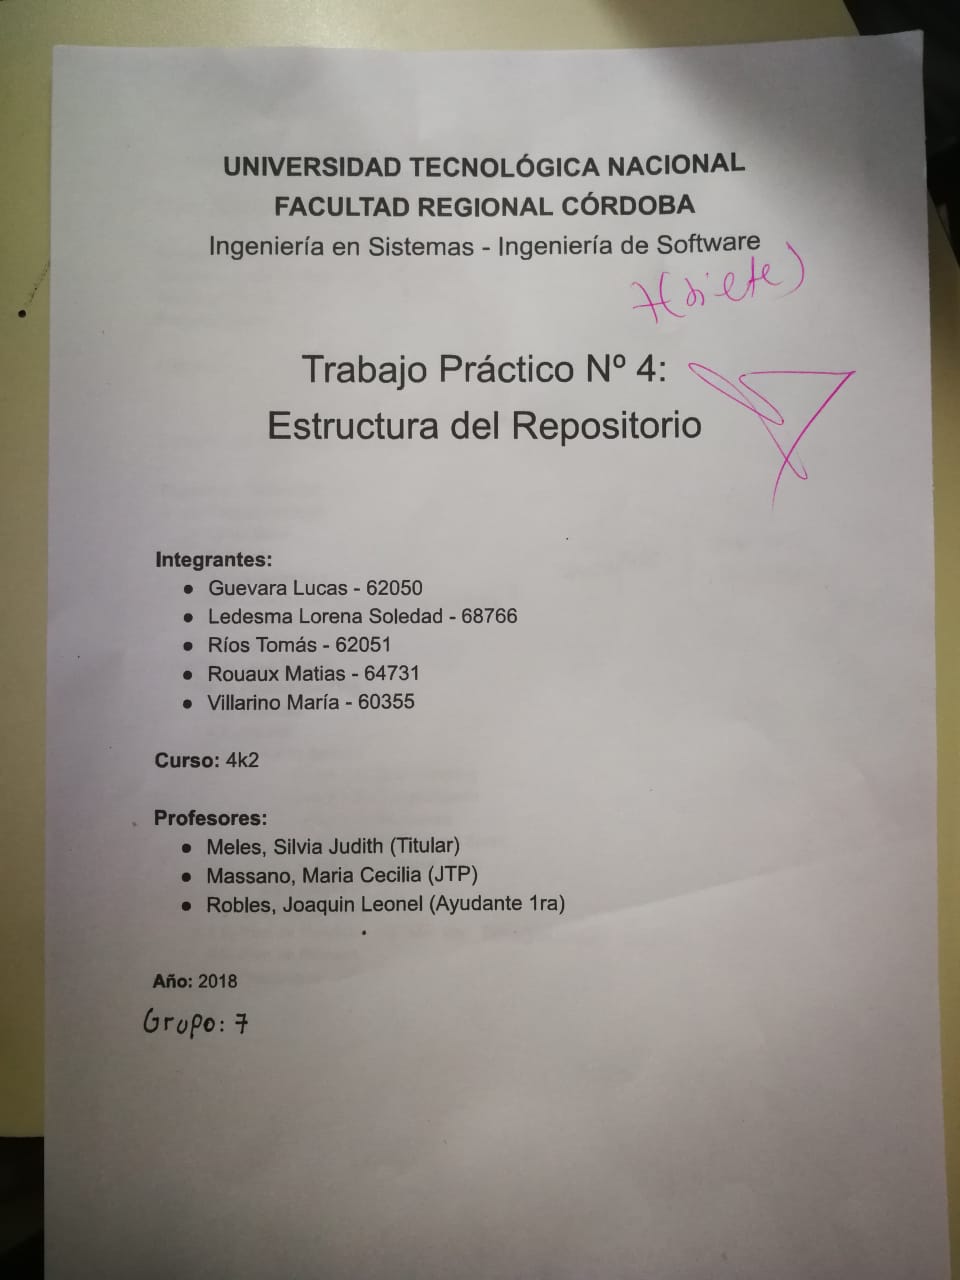 UNIVERSIDAD TECNOLÓGICA NACIONAL
FACULTAD REGIONAL CÓRDOBA
Ingeniería en Sistemas - Ingeniería de Software
7(siete)
Trabajo Práctico Nº 4:
Estructura del Repositorio
Integrantes:
● Guevara Lucas - 62050
● Ledesma Lorena Soledad - 68766
● Ríos Tomás - 62051
● Rouaux Matias - 64731
● Villarino María - 60355
Curso: 4k2
Profesores:
● Meles, Silvia Judith (Titular)
● Massano, Maria Cecilia (JTP)
● Robles, Joaquin Leonel (Ayudante 1ra)
Año: 2018
Grupo: 7